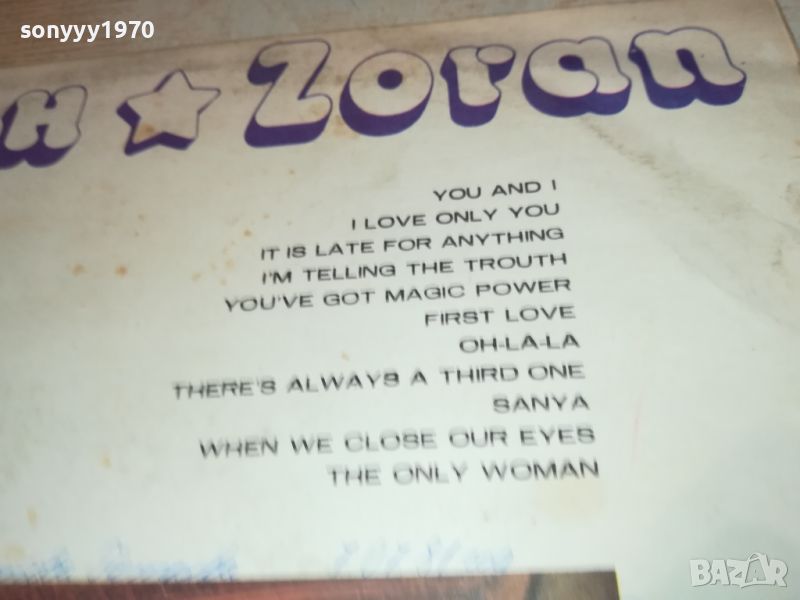 sonyyy1970
н ★ Zoran
YOU AND I
I LOVE ONLY YOU
IT IS LATE FOR ANYTHING
I'M TELLING THE TROUTH
YOU'VE GOT MAGIC POWER
FIRST LOVE
OH-LA-LA
THERE'S ALWAYS A THIRD ONE
SANYA
WHEN WE CLOSE OUR EYES
THE ONLY WOMAN
BAZAR